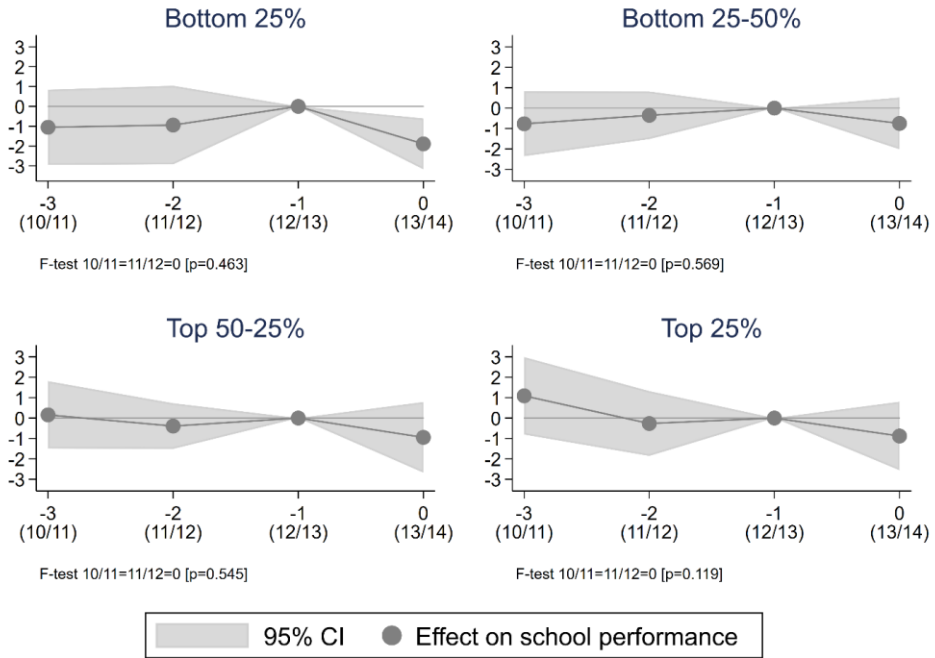 Bottom 25%
3
2
1
0
-1
-2
-3
-3 -2 -1 0
(10/11) (11/12) (12/13) (13/14)
F-test 10/11=11/12=0 [p=0.463]
Bottom 25-50%
3
2
1
0
-1
-2
-3
-3 -2 -1 0
(10/11) (11/12) (12/13) (13/14)
F-test 10/11=11/12=0 [p=0.569]
Top 50-25%
3
2
1
0
-1
-2
-3
-3 -2 -1 0
(10/11) (11/12) (12/13) (13/14)
F-test 10/11=11/12=0 [p=0.545]
Top 25%
3
2
1
0
-1
-2
-3
-3 -2 -1 0
(10/11) (11/12) (12/13) (13/14)
F-test 10/11=11/12=0 [p=0.119]
95% CI Effect on school performance